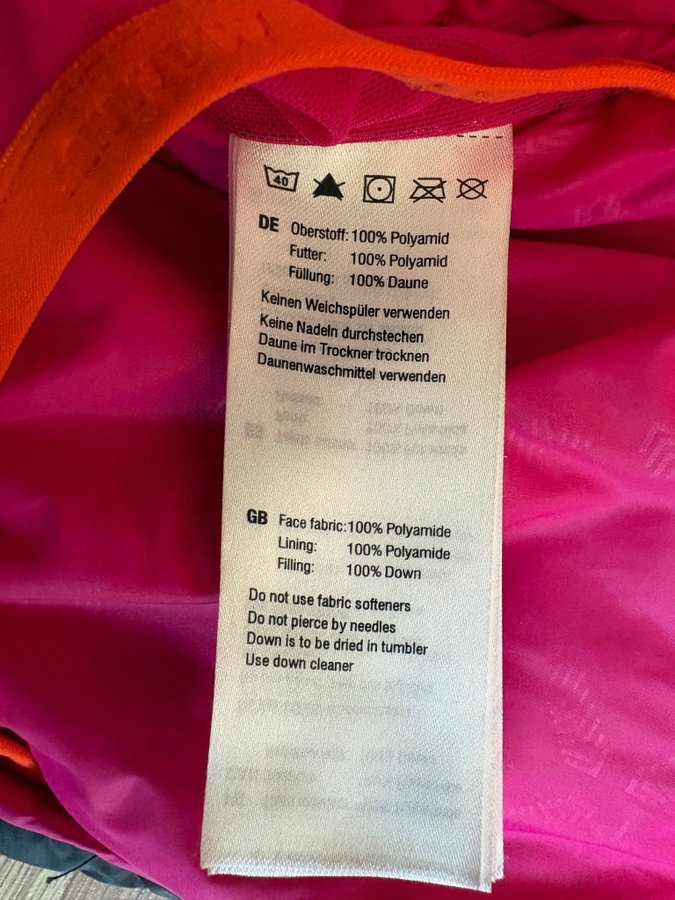 40
DE Oberstoff: 100% Polyamid
Futter: 100% Polyamid
Füllung: 100% Daune
Keinen Weichspüler verwenden
Keine Nadeln durchstechen
Daune im Trockner trocknen
Daunenwaschmittel verwenden
GB Face fabric: 100% Polyamide
Lining: 100% Polyamide
Filling: 100% Down
Do not use fabric softeners
Do not pierce by needles
Down is to be dried in tumbler
Use down cleaner